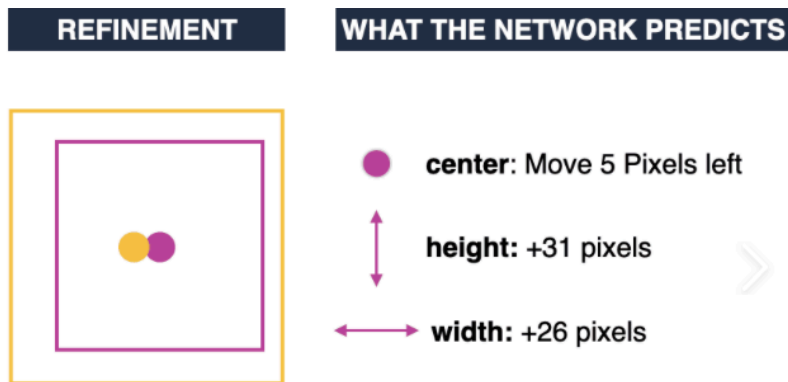 REFINEMENT
WHAT THE NETWORK PREDICTS
center: Move 5 Pixels left
height: +31 pixels
width: +26 pixels